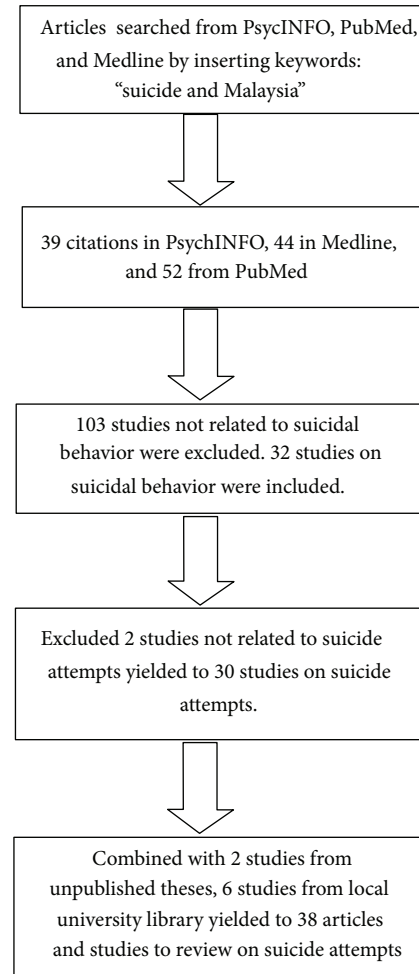 Articles searched from PsycINFO, PubMed,
and Medline by inserting keywords:
“suicide and Malaysia”
39 citations in PsychINFO, 44 in Medline,
and 52 from PubMed
103 studies not related to suicidal
behavior were excluded. 32 studies on
suicidal behavior were included.
Excluded 2 studies not related to suicide
attempts yielded to 30 studies on suicide
attempts.
Combined with 2 studies from
unpublished theses, 6 studies from local
university library yielded to 38 articles
and studies to review on suicide attempts